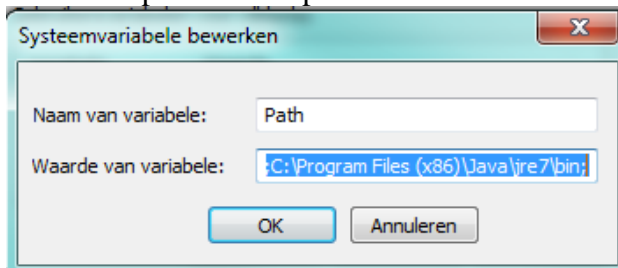 Systeemvariabele bewerken
Naam van variabele: Path
Waarde van variabele: ;C:\Program Files (x86)\Java\jre7\bin;
OK Annuleren